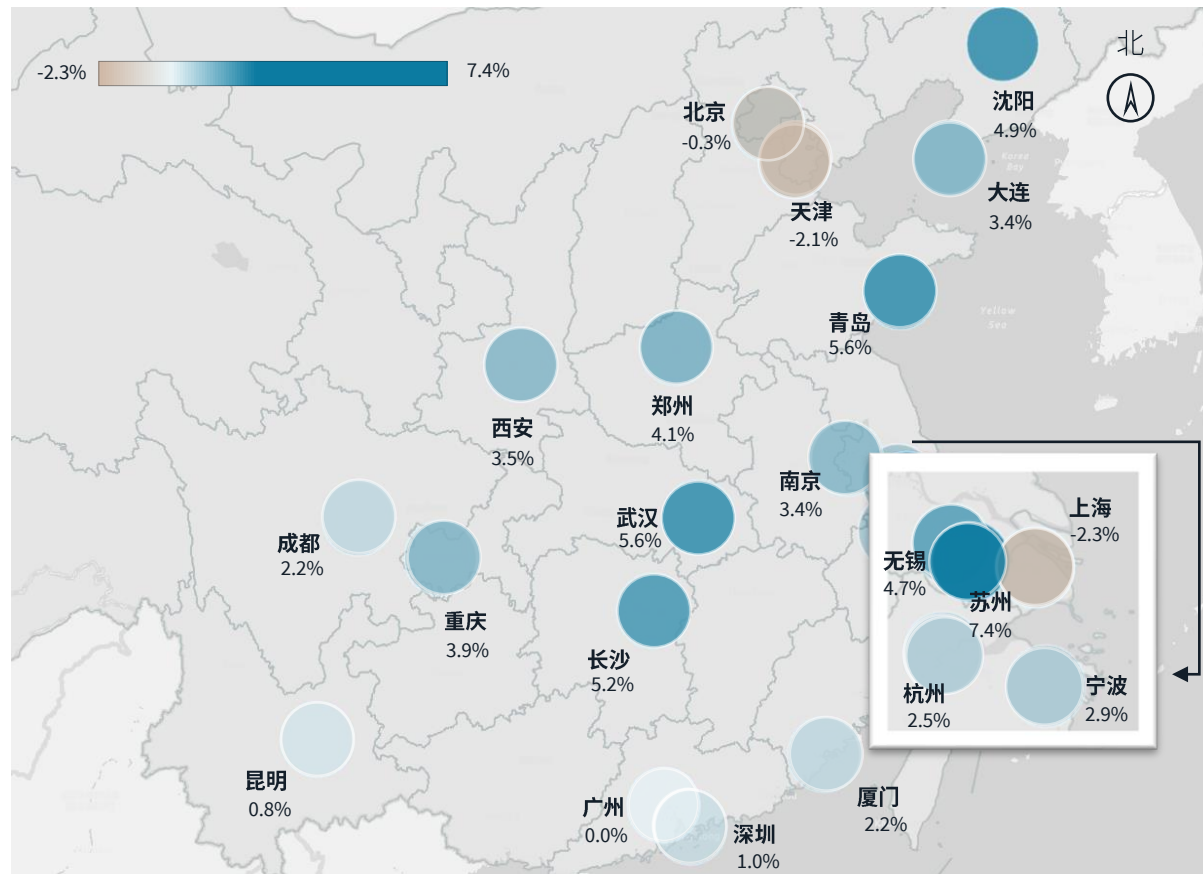 北
-2.3%
7.4%
沈阳
4.9%
北京
-0.3%
大连
3.4%
Korea
Bay
天津
-2.1%
青岛
5.6%
Yellow
Sea
郑州
4.1%
西安
3.5%
南京
3.4%
武汉
5.6%
成都
2.2%
重庆
3.9%
长沙
5.2%
上海
-2.3%
无锡
4.7%
苏州
7.4%
杭州
2.5%
宁波
2.9%
昆明
0.8%
广州
0.0%
深圳
1.0%
厦门
2.2%